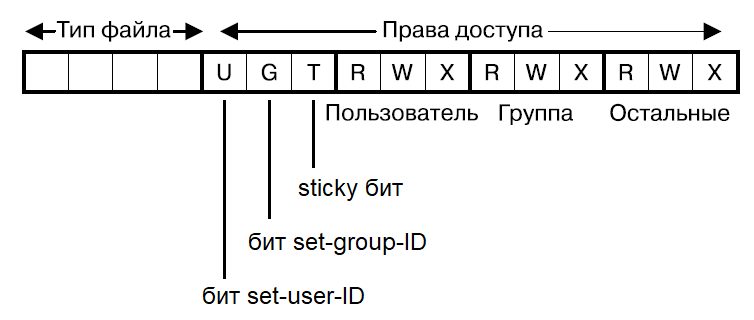 Тип файла Права доступа
U G T R W X R W X R W X
Пользователь Группа Остальные
sticky бит
бит set-group-ID
бит set-user-ID